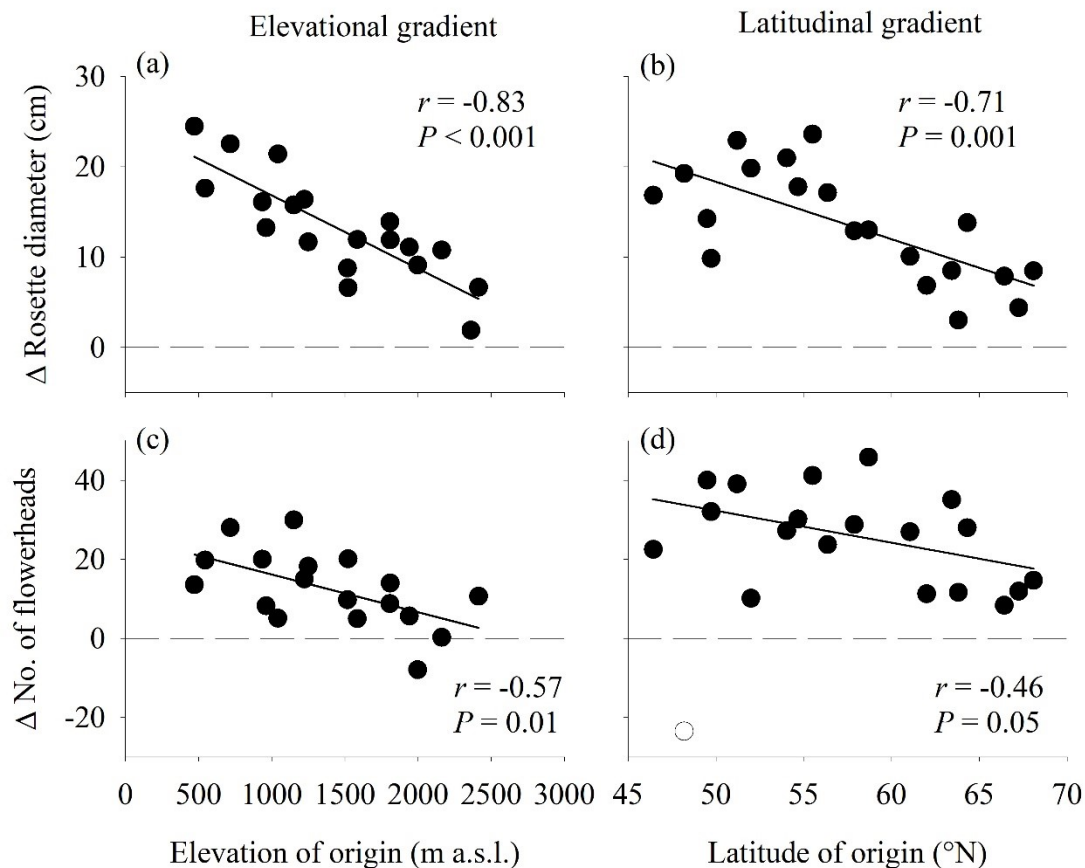 Elevational gradient
Latitudinal gradient
(a)
r = -0.83
P < 0.001
(b)
r = -0.71
P = 0.001
Δ Rosette diameter (cm)
30
20
10
0
(c)
r = -0.57
P = 0.01
(d)
r = -0.46
P = 0.05
Δ No. of flowerheads
40
20
0
-20
0 500 1000 1500 2000 2500 3000
45 50 55 60 65 70
Elevation of origin (m a.s.l.)
Latitude of origin (°N)